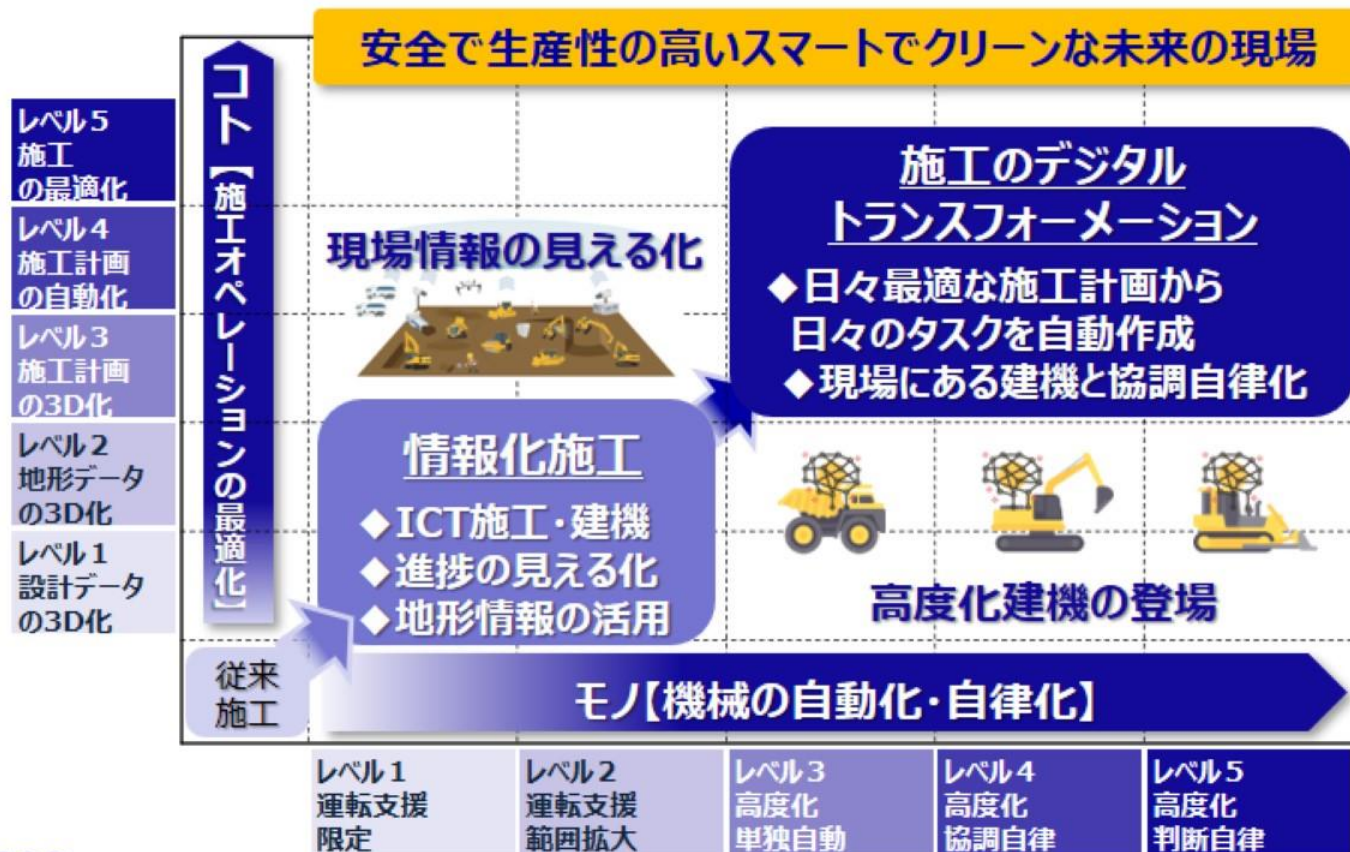 安全で生産性の高いスマートでクリーンな未来の現場
コト【施工オペレーションの最適化】
レベル5
施工
の最適化
レベル4
施工計画
の自動化
レベル3
施工計画
の3D化
レベル2
地形データ
の3D化
レベル1
設計データ
の3D化
現場情報の見える化
施工のデジタル
トランスフォーメーション
◆日々最適な施工計画から
日々のタスクを自動作成
◆現場にある建機と協調自律化
情報化施工
◆ICT施工・建機
◆進捗の見える化
◆地形情報の活用
高度化建機の登場
従来
施工
モノ【機械の自動化・自律化】
レベル1
運転支援
限定
レベル2
運転支援
範囲拡大
レベル3
高度化
単独自動
レベル4
高度化
協調自律
レベル5
高度化
判断自律